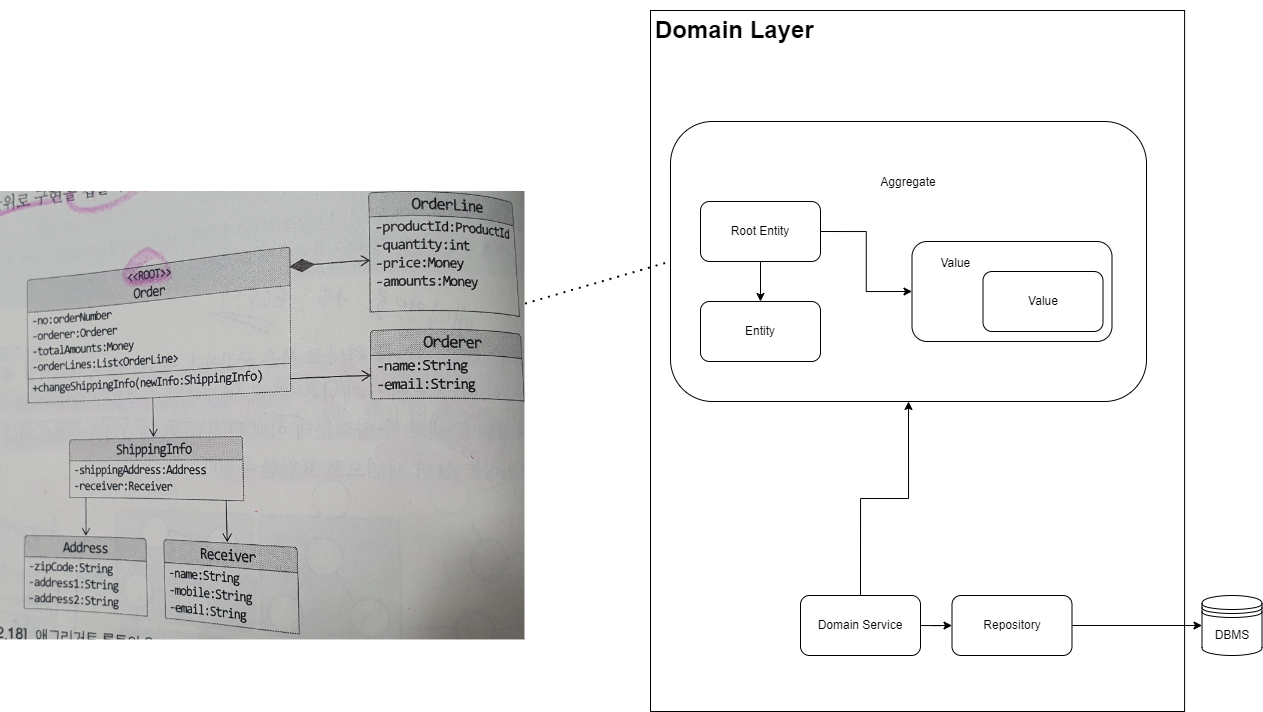 위로 구현을
<<ROOT>>
Order
-no:orderNumber
-orderer:Orderer
-totalAmounts:Money
-orderLines:List<OrderLine>
+changeShippingInfo(newInfo:ShippingInfo)
OrderLine
-productId:ProductId
-quantity:int
-price:Money
-amounts:Money
Orderer
-name:String
-email:String
ShippingInfo
-shippingAddress:Address
-receiver:Receiver
Address
-zipCode:String
-address1:String
-address2:String
Receiver
-name:String
-mobile:String
-email:String
2.18] 애그리거트
Domain Layer
Aggregate
Root Entity
Entity
Value
Value
Domain Service
Repository
DBMS